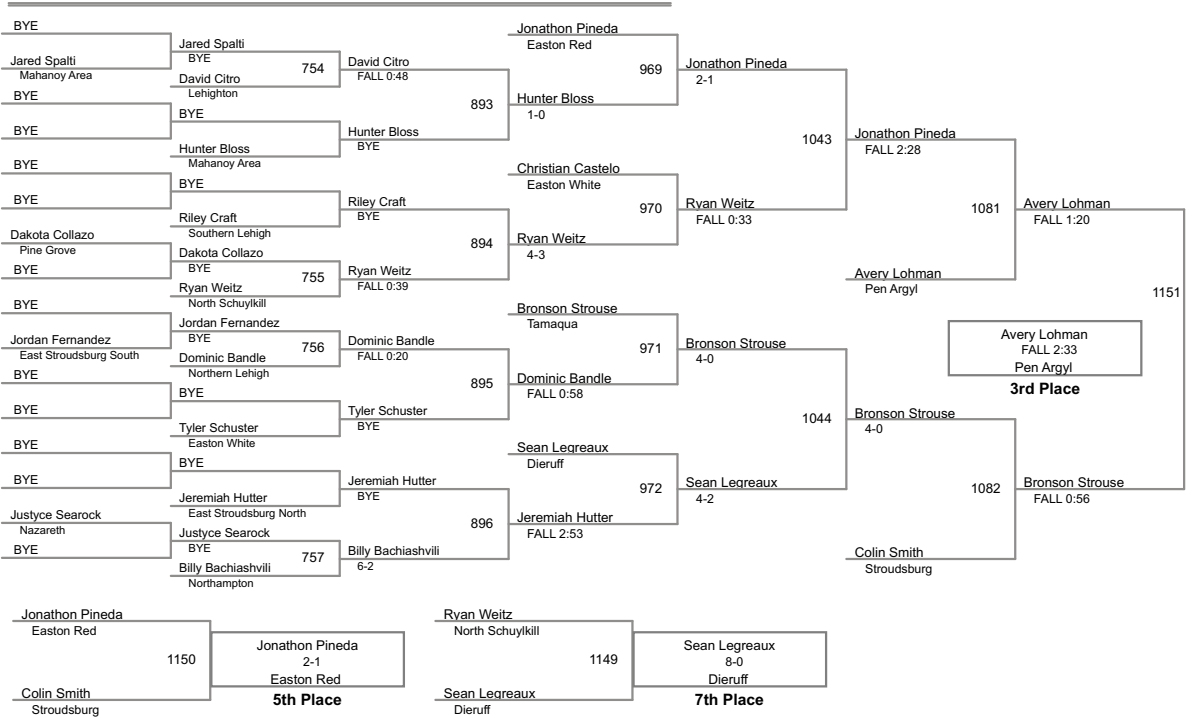 BYE
Jared Spalti
Mahanoy Area
BYE
BYE
BYE
BYE
Dakota Collazo
Pine Grove
BYE
BYE
Jordan Fernandez
East Stroudsburg South
BYE
BYE
BYE
BYE
Justyce Searock
Nazareth
BYE
Jared Spalti
BYE
754
David Citro
Lehighton
BYE
Hunter Bloss
Mahanoy Area
BYE
Riley Craft
Southern Lehigh
Dakota Collazo
BYE
755
Ryan Weitz
North Schuylkill
Jordan Fernandez
BYE
756
Dominic Bandle
Northern Lehigh
BYE
Tyler Schuster
Easton White
BYE
Jeremiah Hutter
East Stroudsburg North
Justyce Searock
BYE
757
Billy Bachiashvili
Northampton
David Citro
FALL 0:48
893
Hunter Bloss
BYE
Riley Craft
BYE
894
Ryan Weitz
FALL 0:39
Dominic Bandle
FALL 0:20
895
Tyler Schuster
BYE
Jeremiah Hutter
BYE
896
Billy Bachiashvili
6-2
Jonathon Pineda
Easton Red
969
Hunter Bloss
1-0
Christian Castelo
Easton White
970
Ryan Weitz
4-3
Bronson Strouse
Tamaqua
971
Dominic Bandle
FALL 0:58
Sean Legreaux
Dieruff
972
Jeremiah Hutter
FALL 2:53
Jonathon Pineda
2-1
1043
Ryan Weitz
FALL 0:33
Bronson Strouse
4-0
1044
Sean Legreaux
4-2
Jonathon Pineda
FALL 2:28
1081
Avery Lohman
Pen Argyl
Bronson Strouse
4-0
1082
Colin Smith
Stroudsburg
Avery Lohman
FALL 1:20
1151
Bronson Strouse
FALL 0:56
Avery Lohman
FALL 2:33
Pen Argyl
3rd Place
Jonathon Pineda
Easton Red
1150
Colin Smith
Stroudsburg
Jonathon Pineda
2-1
Easton Red
5th Place
Ryan Weitz
North Schuylkill
1149
Sean Legreaux
Dieruff
Sean Legreaux
8-0
Dieruff
7th Place